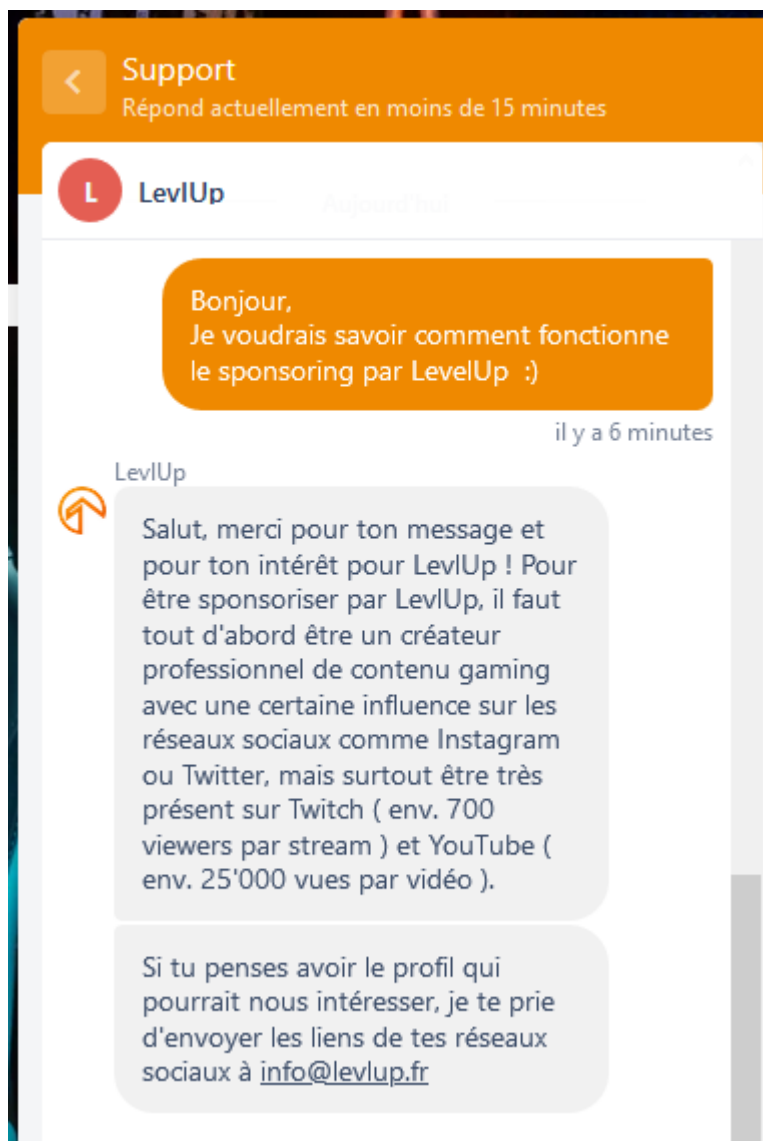 Support
Répond actuellement en moins de 15 minutes
L
LevlUp
Aujourd'hui
Bonjour,
Je voudrais savoir comment fonctionne
le sponsoring par LevelUp :)
il y a 6 minutes
LevlUp
Salut, merci pour ton message et
pour ton intérêt pour LevlUp ! Pour
être sponsoriser par LevlUp, il faut
tout d'abord être un créateur
professionnel de contenu gaming
avec une certaine influence sur les
réseaux sociaux comme Instagram
ou Twitter, mais surtout être très
présent sur Twitch ( env. 700
viewers par stream ) et YouTube (
env. 25'000 vues par vidéo ).
Si tu penses avoir le profil qui
pourrait nous intéresser, je te prie
d'envoyer les liens de tes réseaux
sociaux à info@levlup.fr